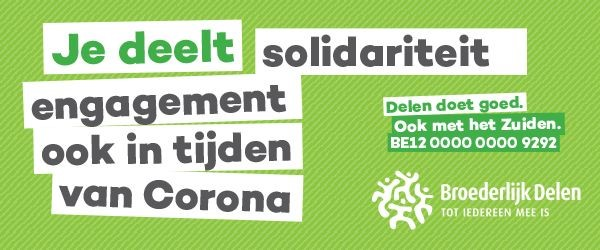 Je deelt solidariteit
engagement
ook in tijden
van Corona
Delen doet goed.
Ook met het Zuiden.
BE12 0000 0000 9292
Broederlijk Delen
TOT IEDEREEN MEE IS